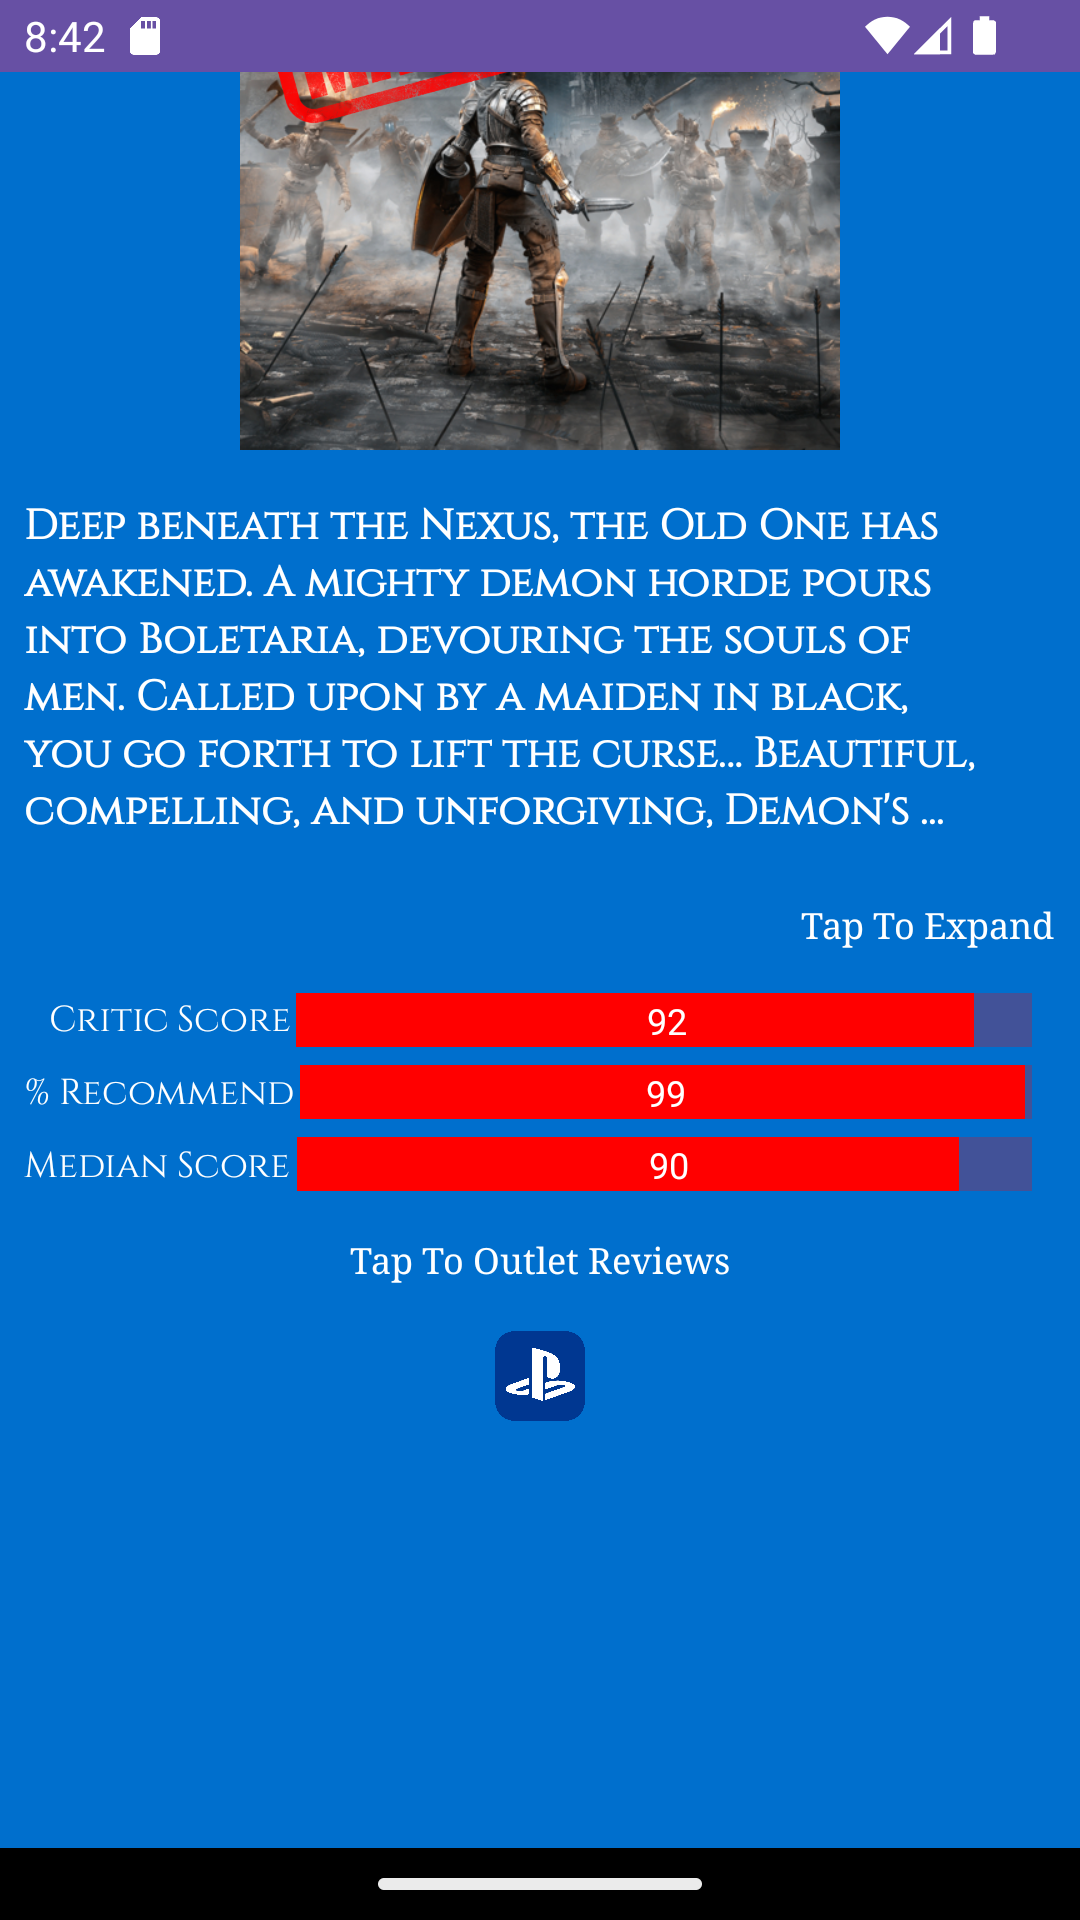 8:42
Deep beneath the Nexus, the Old One has
awakened. A mighty demon horde pours
into Boletaria, devouring the souls of
men. Called upon by a maiden in black,
you go forth to lift the curse... Beautiful,
compelling, and unforgiving, Demon's ...
Tap To Expand
Critic Score 92
% Recommend 99
Median Score 90
Tap To Outlet Reviews